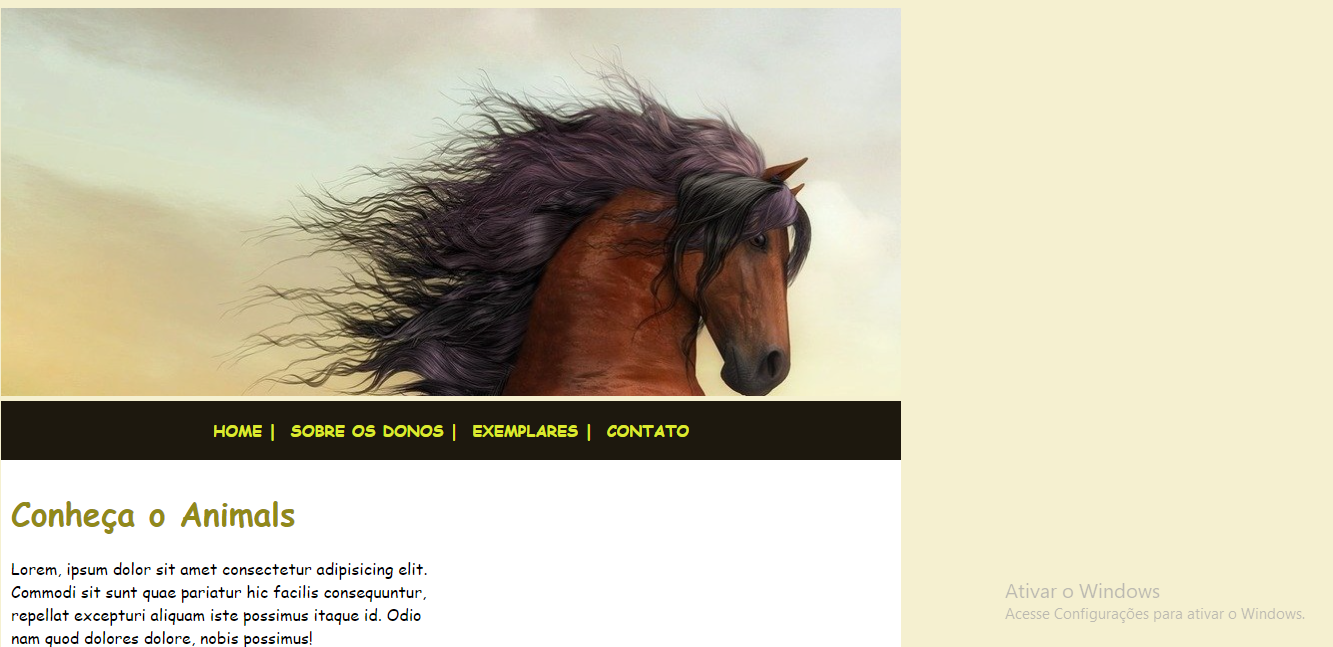 HOME | SOBRE OS DONOS | EXEMPLARES | CONTATO
Conheça o Animals
Lorem, ipsum dolor sit amet consectetur adipisicing elit.
Commodi sit sunt quae pariatur hic facilis consequuntur,
repellat excepturi aliquam iste possimus itaque id. Odio
nam quod dolores dolore, nobis possimus!
Ativar o Windows
Acesse Configurações para ativar o Windows.